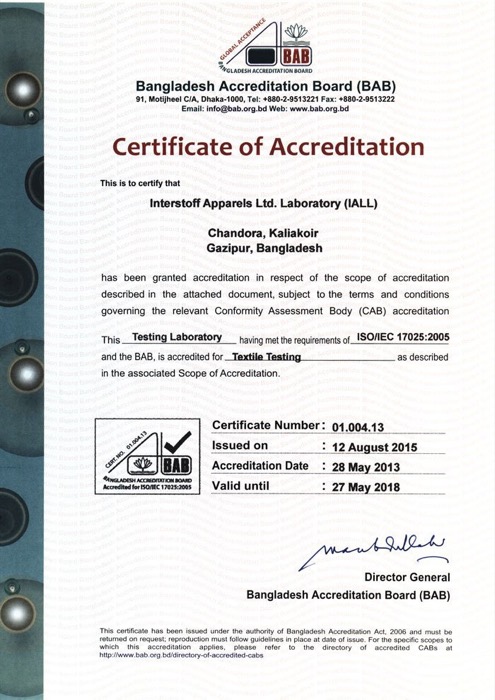 GLOBAL ACCEPTANCE
BAB
BANGLADESH ACCREDITATION BOARD
Bangladesh Accreditation Board (BAB)
91, Motijheel C/A, Dhaka-1000, Tel: +880-2-9513221 Fax: +880-2-9513222
Email: info@bab.org.bd Web: www.bab.org.bd
Certificate of Accreditation
This is to certify that
Interstoff Apparels Ltd. Laboratory (IALL)
Chandora, Kaliakoir
Gazipur, Bangladesh
has been granted accreditation in respect of the scope of accreditation
described in the attached document, subject to the terms and conditions
governing the relevant Conformity Assessment Body (CAB) accreditation
This Testing Laboratory having met the requirements of ISO/IEC 17025:2005
and the BAB, is accredited for Textile Testing as described
in the associated Scope of Accreditation.
CERT. NO. 01.004.13
BAB
BANGLADESH ACCREDITATION BOARD
Accredited for ISO/IEC 17025:2005
Certificate Number: 01.004.13
Issued on : 12 August 2015
Accreditation Date : 28 May 2013
Valid until : 27 May 2018
Director General
Bangladesh Accreditation Board (BAB)
This certificate has been issued under the authority of Bangladesh Accreditation Act, 2006 and must be
returned on request; reproduction must follow guidelines in place at date of issue. For the specific scopes to
which this accreditation applies, please refer to the directory of accredited CABs at
http://www.bab.org.bd/directory-of-accredited-cabs